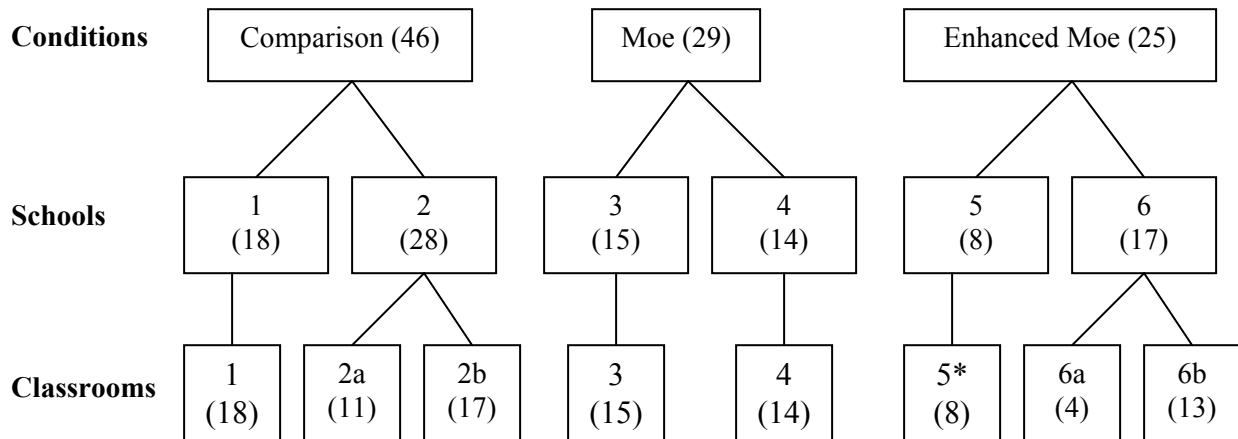 Conditions
Comparison (46)
Moe (29)
Enhanced Moe (25)
Schools
1
(18)
2
(28)
3
(15)
4
(14)
5
(8)
6
(17)
Classrooms
1
(18)
2a
(11)
2b
(17)
3
(15)
4
(14)
5*
(8)
6a
(4)
6b
(13)